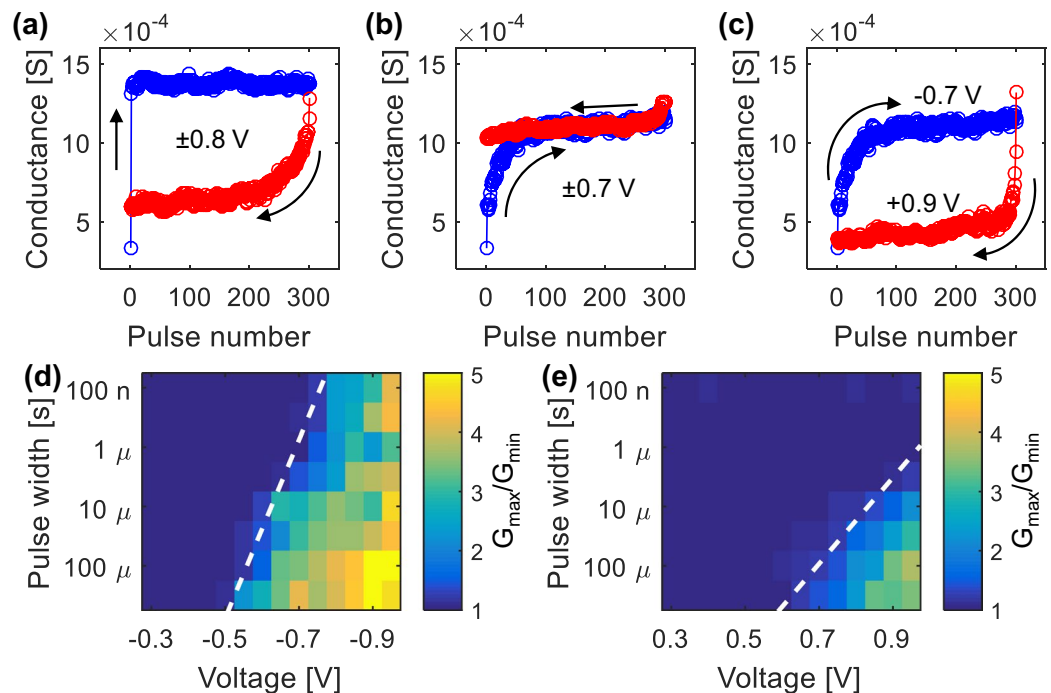 (a)
×10⁻⁴
Conductance [S]
15
10
5
±0.8 V
0 100 200 300
Pulse number
(b)
×10⁻⁴
Conductance [S]
15
10
5
±0.7 V
0 100 200 300
Pulse number
(c)
×10⁻⁴
Conductance [S]
15
10
5
-0.7 V
+0.9 V
0 100 200 300
Pulse number
(d)
Pulse width [s]
100 n
1 μ
10 μ
100 μ
-0.3 -0.5 -0.7 -0.9
Voltage [V]
5
4
3
2
1
Gmax/Gmin
(e)
Pulse width [s]
100 n
1 μ
10 μ
100 μ
0.3 0.5 0.7 0.9
Voltage [V]
5
4
3
2
1
Gmax/Gmin